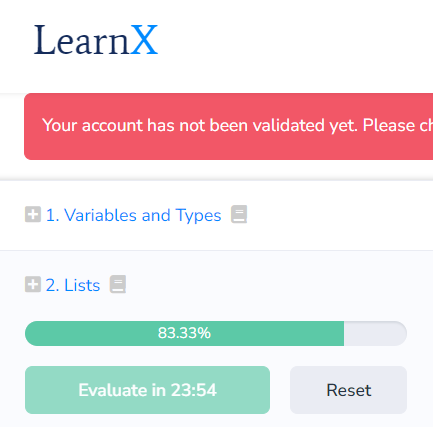 LearnX
Your account has not been validated yet. Please
1. Variables and Types
2. Lists
83.33%
Evaluate in 23:54
Reset